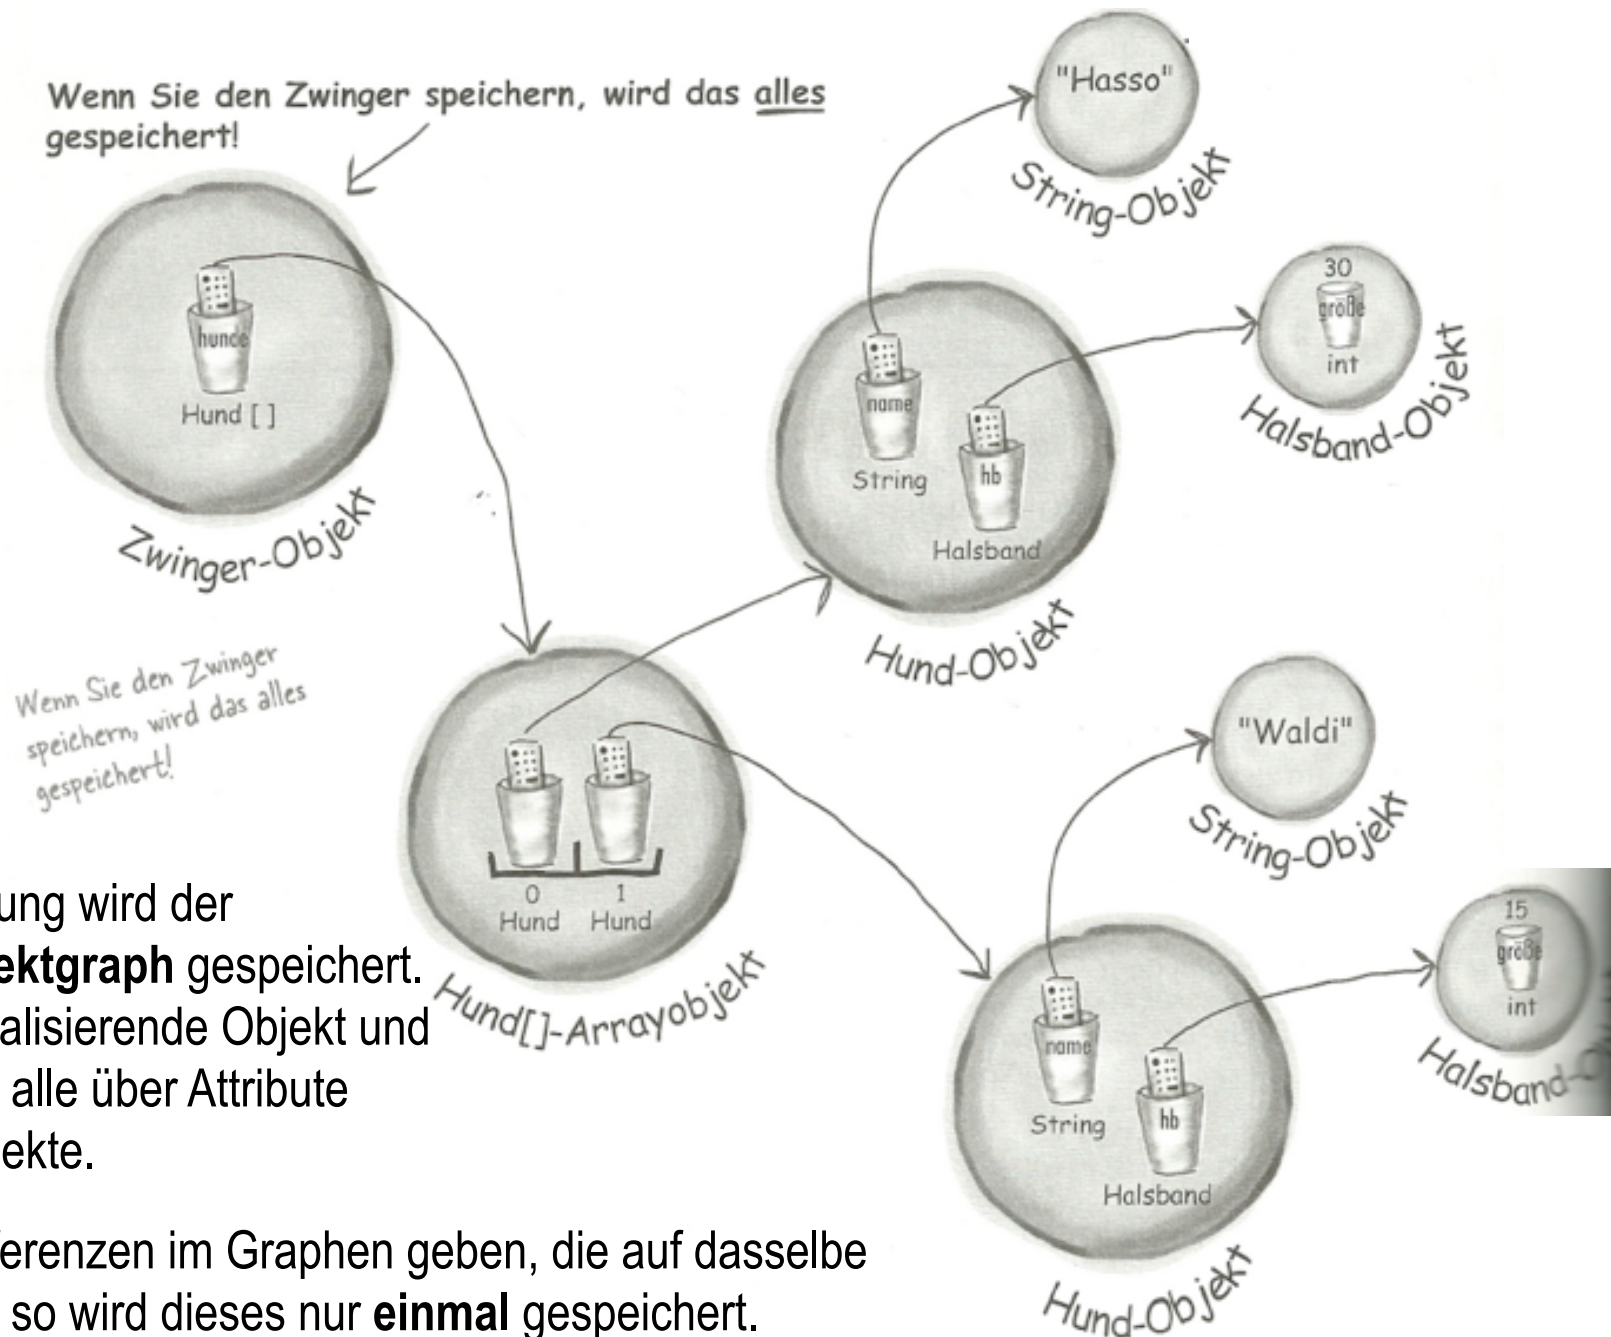 Wenn Sie den Zwinger speichern, wird das alles
gespeichert!
hunde
Hund [ ]
Zwinger-Objekt
"Hasso"
String-Objekt
30
größe
int
Halsband-Objekt
name
String
hb
Halsband
Hund-Objekt
Wenn Sie den Zwinger
speichern, wird das alles
gespeichert!
0
Hund
1
Hund
Hund[]-Arrayobjekt
"Waldi"
String-Objekt
15
größe
int
Halsband-O
name
String
hb
Halsband
Hund-Objekt
ung wird der
ektgraph gespeichert.
alisierende Objekt und
alle über Attribute
ekte.
ferenzen im Graphen geben, die auf dasselbe
so wird dieses nur einmal gespeichert.